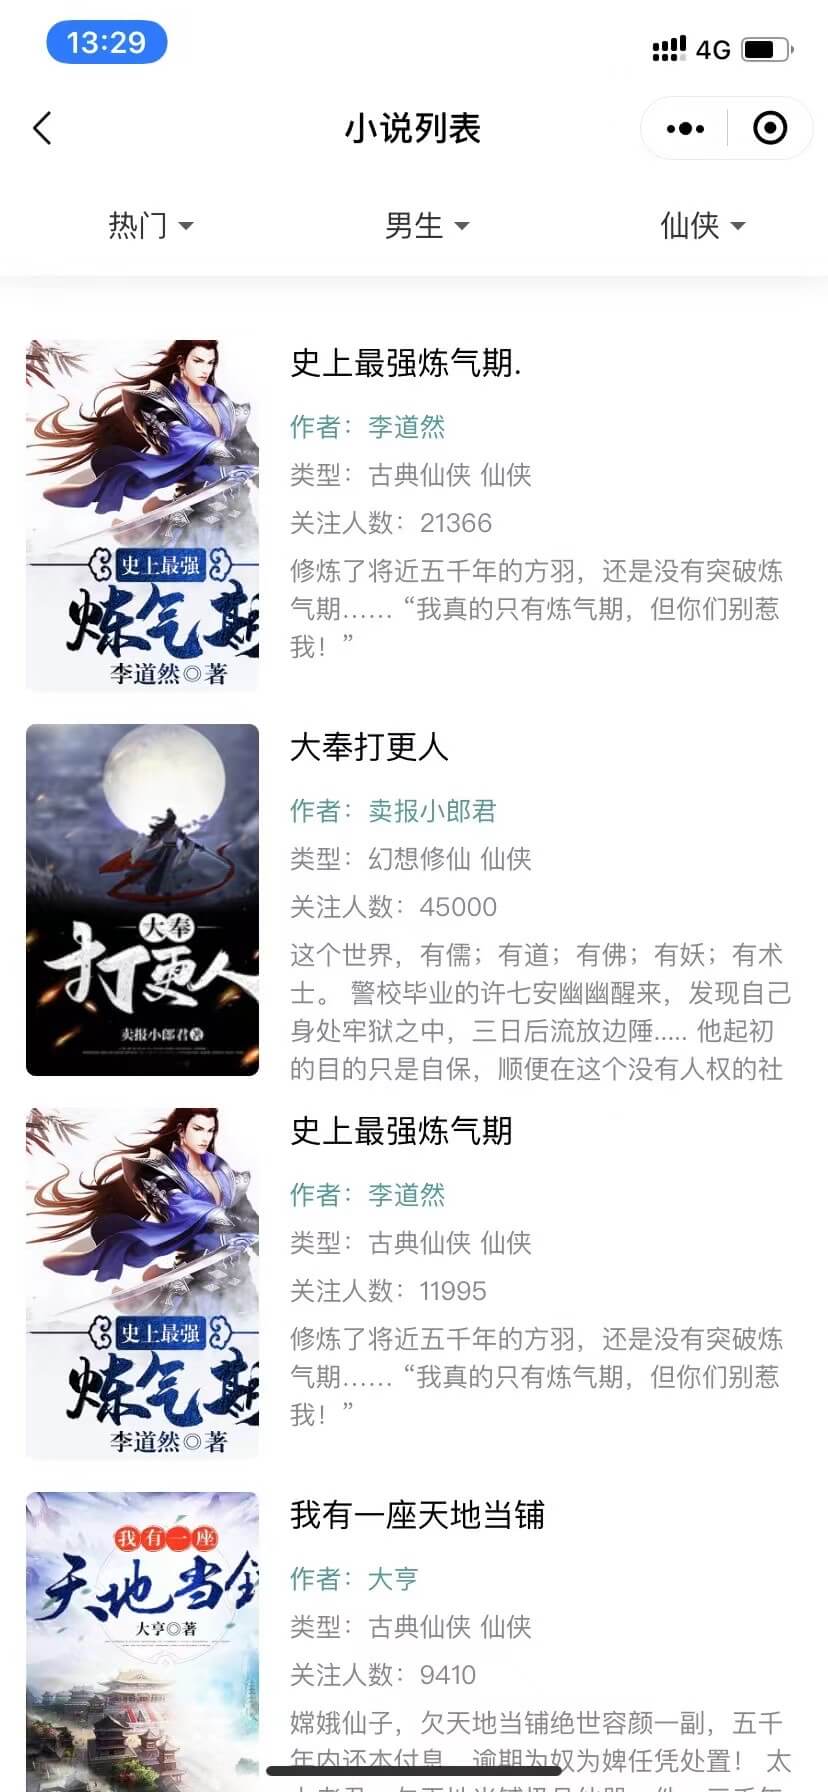 13:29
4G
小说列表
热门
男生
仙侠
史上最强炼气期.
作者：李道然
类型：古典仙侠 仙侠
关注人数：21366
修炼了将近五千年的方羽，还是没有突破炼
气期……“我真的只有炼气期，但你们别惹
我！”
史上最强
炼气期
李道然◎著
大奉打更人
作者：卖报小郎君
类型：幻想修仙 仙侠
关注人数：45000
这个世界，有儒；有道；有佛；有妖；有术
士。 警校毕业的许七安幽幽醒来，发现自己
身处牢狱之中，三日后流放边陲..... 他起初
的目的只是自保，顺便在这个没有人权的社
大奉
打更人
卖报小郎君著
史上最强炼气期
作者：李道然
类型：古典仙侠 仙侠
关注人数：11995
修炼了将近五千年的方羽，还是没有突破炼
气期……“我真的只有炼气期，但你们别惹
我！”
史上最强
炼气期
李道然◎著
我有一座天地当铺
作者：大亨
类型：古典仙侠 仙侠
关注人数：9410
嫦娥仙子，欠天地当铺绝世容颜一副，五千
年内还本付息，逾期为奴为婢任凭处置！ 太
我有一座
天地当
大亨◎著